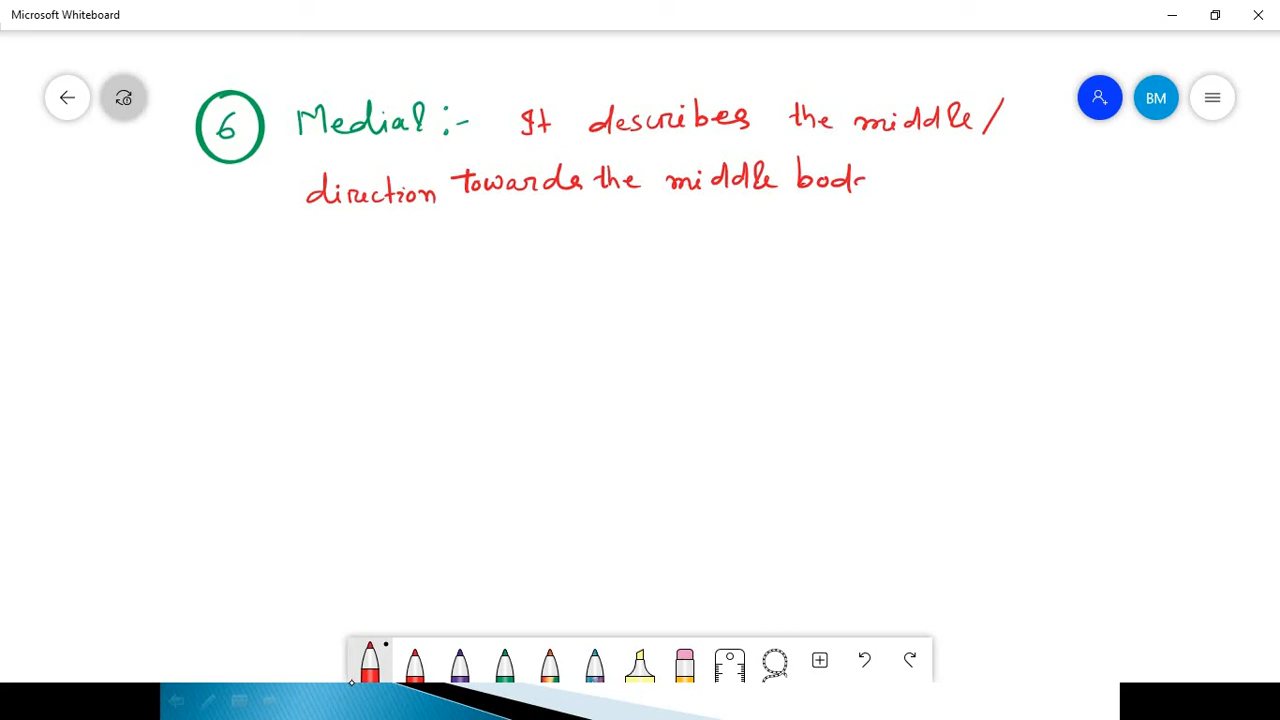 Microsoft Whiteboard
BM
6 Medial :- It describes the middle/
direction towards the middle bod